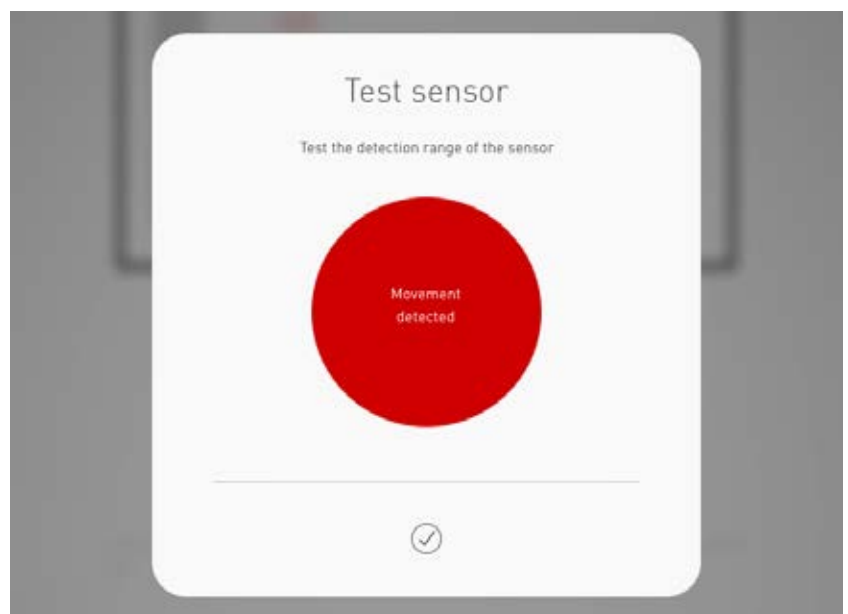 Test sensor
Test the detection range of the sensor
Movement
detected